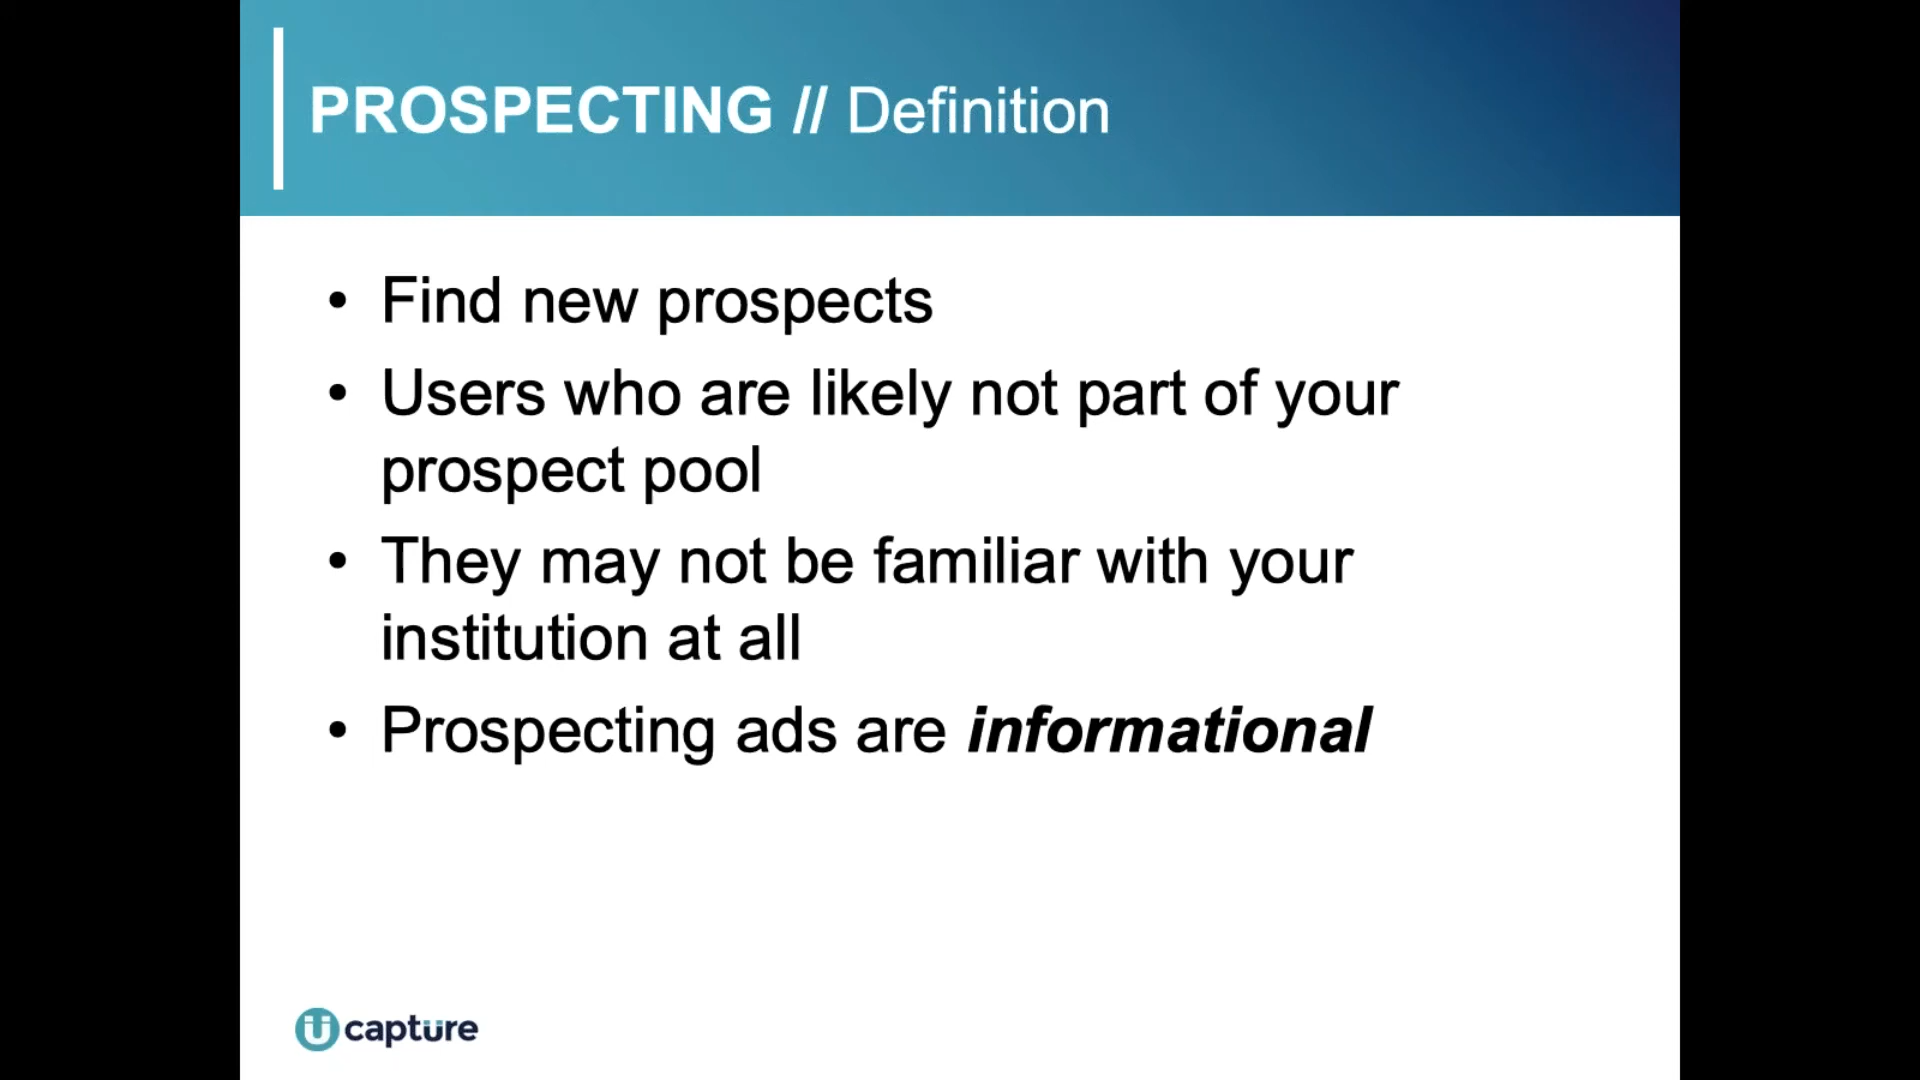 PROSPECTING // Definition
• Find new prospects
• Users who are likely not part of your
prospect pool
• They may not be familiar with your
institution at all
• Prospecting ads are informational
capture